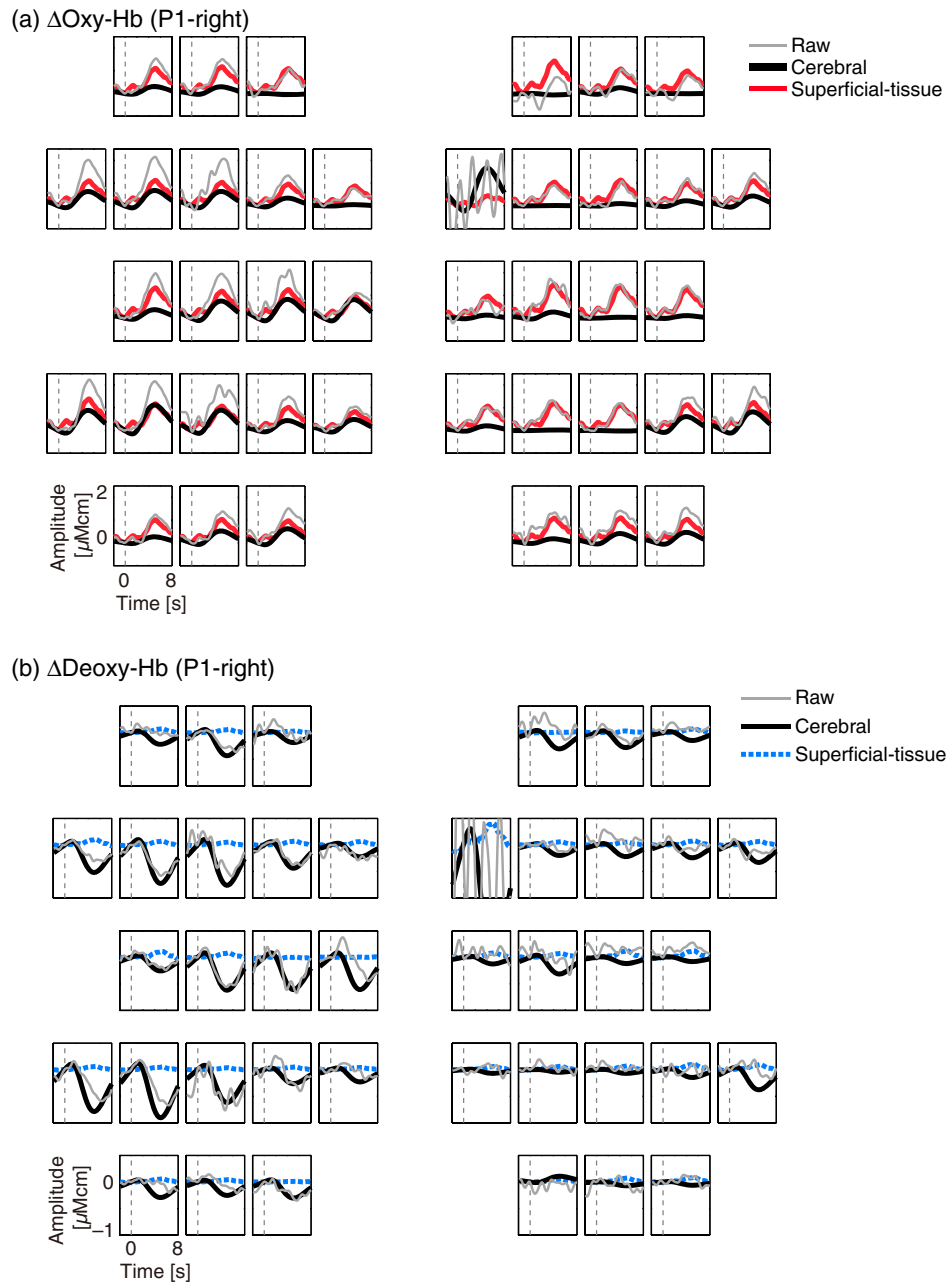 (a) ΔOxy-Hb (P1-right)
Raw
Cerebral
Superficial-tissue
Amplitude
[μMcm]
2
0
0 8
Time [s]
(b) ΔDeoxy-Hb (P1-right)
Raw
Cerebral
Superficial-tissue
Amplitude
[μMcm]
0
−1
0 8
Time [s]